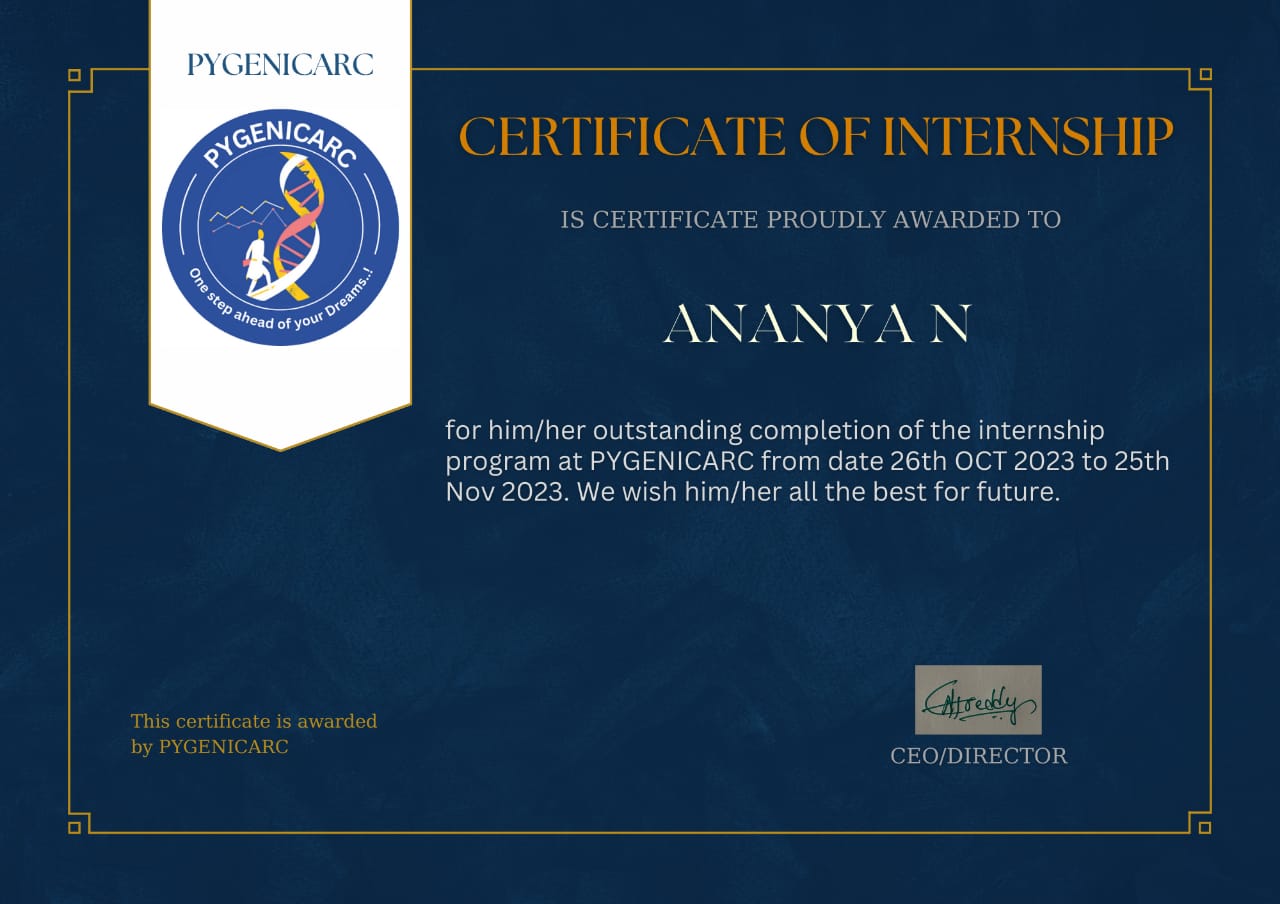 PYGENICARC
PYGENICARC
One step ahead of your Dreams..!
CERTIFICATE OF INTERNSHIP
IS CERTIFICATE PROUDLY AWARDED TO
ANANYA N
for him/her outstanding completion of the internship
program at PYGENICARC from date 26th OCT 2023 to 25th
Nov 2023. We wish him/her all the best for future.
This certificate is awarded
by PYGENICARC
CEO/DIRECTOR